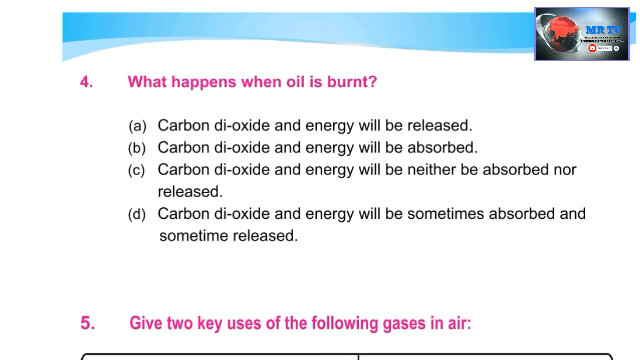 MR TV
4. What happens when oil is burnt?
(a) Carbon di-oxide and energy will be released.
(b) Carbon di-oxide and energy will be absorbed.
(c) Carbon di-oxide and energy will be neither be absorbed nor
released.
(d) Carbon di-oxide and energy will be sometimes absorbed and
sometime released.
5. Give two key uses of the following gases in air: